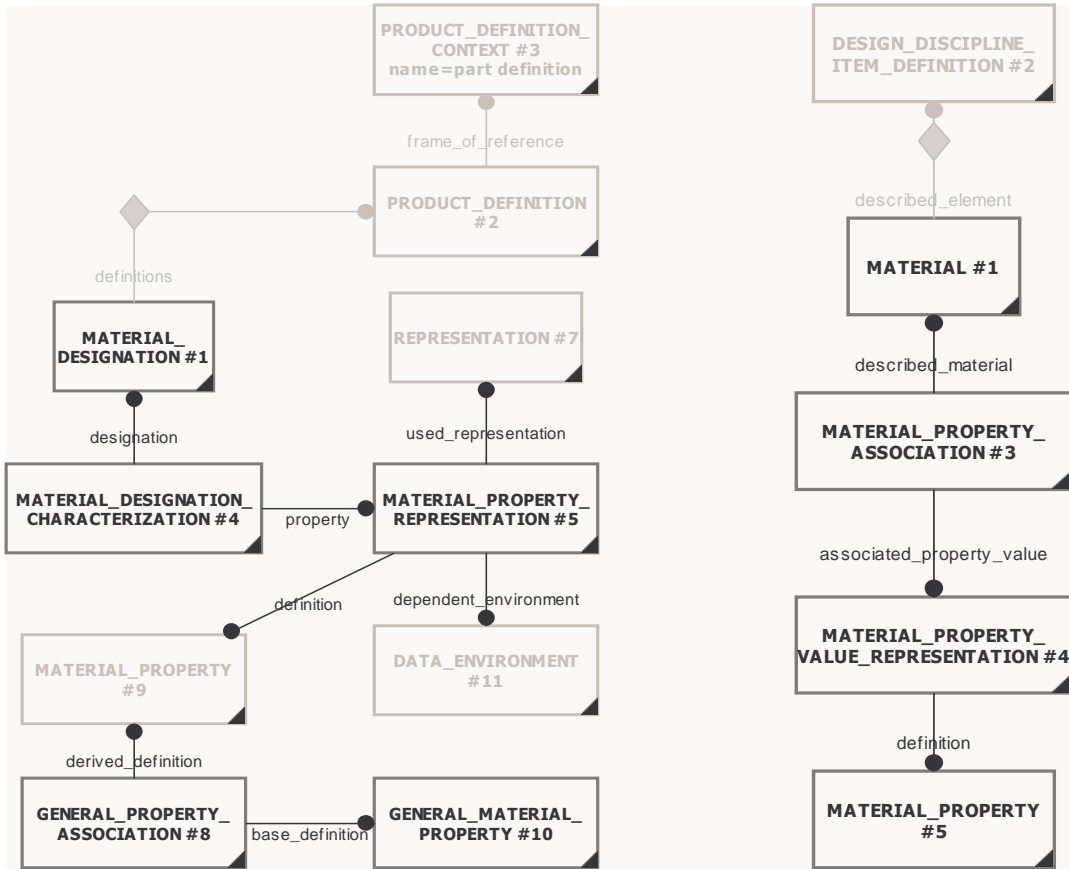 PRODUCT_DEFINITION_
CONTEXT #3
name=part definition
frame_of_reference
PRODUCT_DEFINITION
#2
definitions
MATERIAL_
DESIGNATION #1
REPRESENTATION #7
designation
used_representation
MATERIAL_DESIGNATION_
CHARACTERIZATION #4
property
MATERIAL_PROPERTY_
REPRESENTATION #5
definition
dependent_environment
MATERIAL_PROPERTY
#9
DATA_ENVIRONMENT
#11
derived_definition
GENERAL_PROPERTY_
ASSOCIATION #8
base_definition
GENERAL_MATERIAL_
PROPERTY #10
DESIGN_DISCIPLINE_
ITEM_DEFINITION #2
described_element
MATERIAL #1
described_material
MATERIAL_PROPERTY_
ASSOCIATION #3
associated_property_value
MATERIAL_PROPERTY_
VALUE_REPRESENTATION #4
definition
MATERIAL_PROPERTY
#5